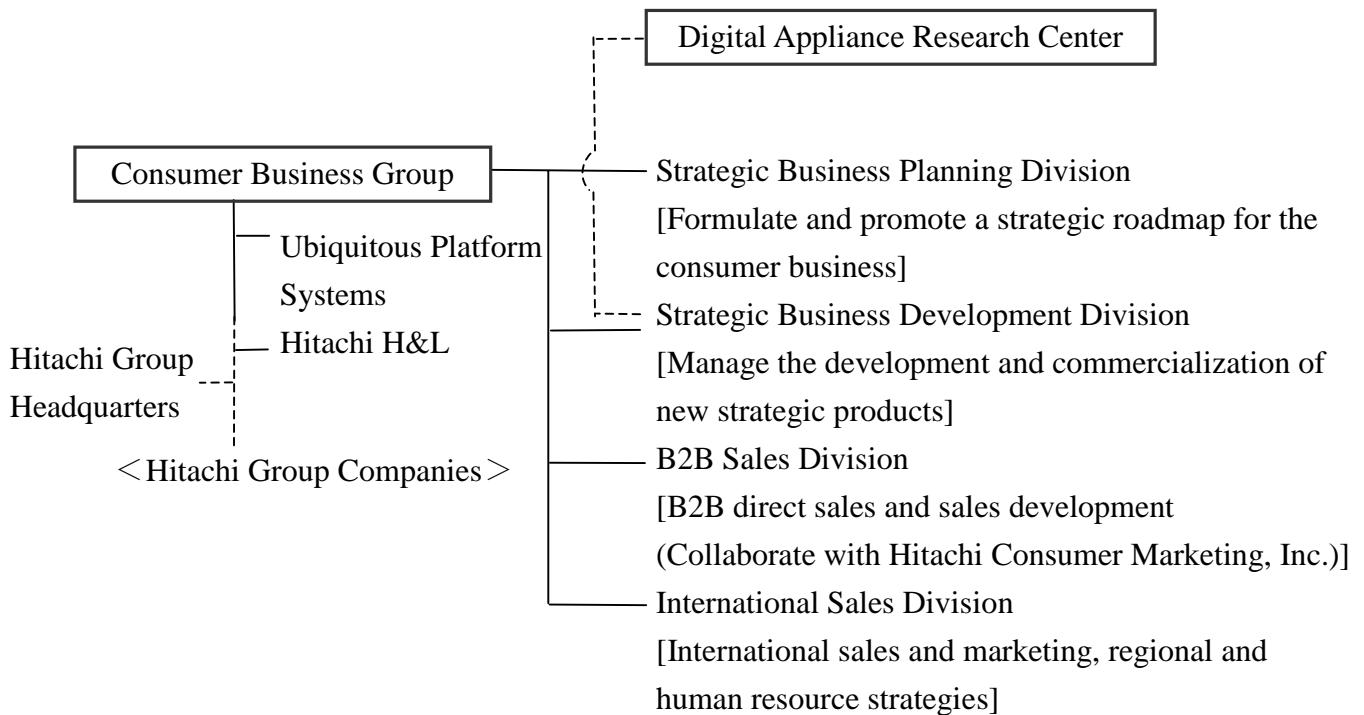 Digital Appliance Research Center
Consumer Business Group
Ubiquitous Platform
Systems
Hitachi H&L
Hitachi Group
Headquarters
＜Hitachi Group Companies＞
Strategic Business Planning Division
[Formulate and promote a strategic roadmap for the
consumer business]
Strategic Business Development Division
[Manage the development and commercialization of
new strategic products]
B2B Sales Division
[B2B direct sales and sales development
(Collaborate with Hitachi Consumer Marketing, Inc.)]
International Sales Division
[International sales and marketing, regional and
human resource strategies]